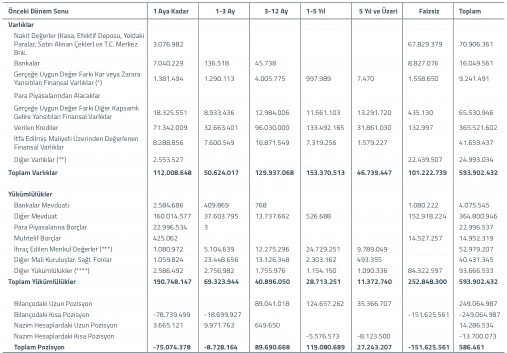 Önceki Dönem Sonu 1 Aya Kadar 1-3 Ay 3-12 Ay 1-5 Yıl 5 Yıl ve Üzeri Faizsiz Toplam
Varlıklar
Nakit Değerler (Kasa, Efektif Deposu, Yoldaki
Paralar, Satın Alınan Çekler) ve T.C. Merkez 3.076.982 67.829.379 70.906.361
Bnk.
Bankalar 7.040.229 136.518 45.738 8.827.076 16.049.561
Gerçeğe Uygun Değer Farkı Kar veya Zarara
Yansıtılan Finansal Varlıklar (*) 1.381.494 1.290.113 4.005.775 997.989 7.470 1.558.650 9.241.491
Para Piyasalarından Alacaklar
Gerçeğe Uygun Değer Farkı Diğer Kapsamlı
Gelire Yansıtılan Finansal Varlıklar 18.325.551 8.933.436 12.984.006 11.561.103 13.291.720 435.130 65.530.946
Verilen Krediler 71.342.009 32.663.401 96.030.000 133.492.165 31.861.030 132.997 365.521.602
İtfa Edilmiş Maliyeti Üzerinden Değerlenen
Finansal Varlıklar 8.288.856 7.600.549 16.871.549 7.319.256 1.579.227 41.659.437
Diğer Varlıklar (**) 2.553.527 22.439.507 24.993.034
Toplam Varlıklar 112.008.648 50.624.017 129.937.068 153.370.513 46.739.447 101.222.739 593.902.432
Yükümlülükler
Bankalar Mevduatı 2.584.686 409.869 768 1.080.222 4.075.545
Diğer Mevduat 160.014.577 37.603.795 13.737.662 526.688 152.918.224 364.800.946
Para Piyasalarına Borçlar 22.996.534 3 22.996.537
Muhtelif Borçlar 425.062 14.527.257 14.952.319
İhraç Edilen Menkul Değerler (***) 1.080.972 5.104.639 12.275.296 24.729.251 9.789.049 52.979.207
Diğer Mali Kuruluşlar. Sağl. Fonlar 1.059.824 23.448.656 13.126.348 2.303.162 493.355 40.431.345
Diğer Yükümlülükler (****) 2.586.492 2.756.982 1.755.976 1.154.150 1.090.336 84.322.597 93.666.533
Toplam Yükümlülükler 190.748.147 69.323.944 40.896.050 28.713.251 11.372.740 252.848.300 593.902.432
Bilançodaki Uzun Pozisyon 89.041.018 124.657.262 35.366.707 249.064.987
Bilançodaki Kısa Pozisyon -78.739.499 -18.699.927 -151.625.561 -249.064.987
Nazım Hesaplardaki Uzun Pozisyon 3.665.121 9.971.763 649.650 14.286.534
Nazım Hesaplardaki Kısa Pozisyon -5.576.573 -8.123.500 -13.700.073
Toplam Pozisyon -75.074.378 -8.728.164 89.690.668 119.080.689 27.243.207 -151.625.561 586.461